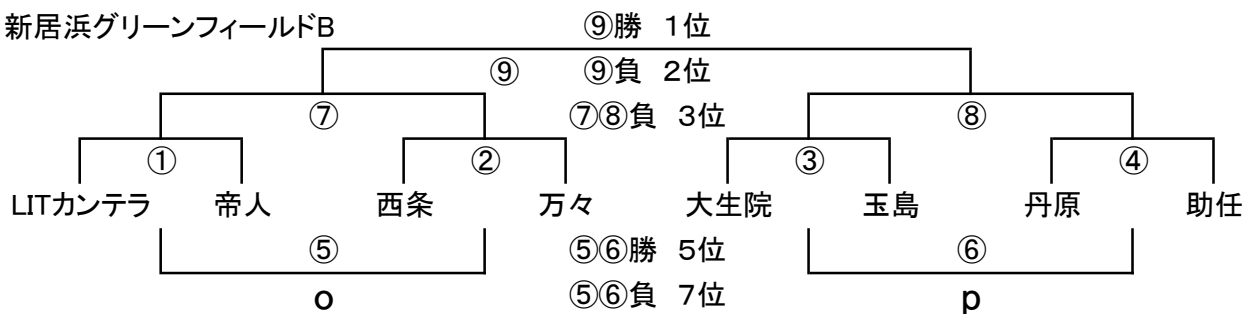 新居浜グリーンフィールドB ⑨勝 1位
⑨ ⑨負 2位
⑦ ⑦⑧負 3位 ⑧
① ② ③ ④
LITカンテラ 帝人 西条 万々 大生院 玉島 丹原 助任
⑤ ⑤⑥勝 5位 ⑥
o ⑤⑥負 7位 p